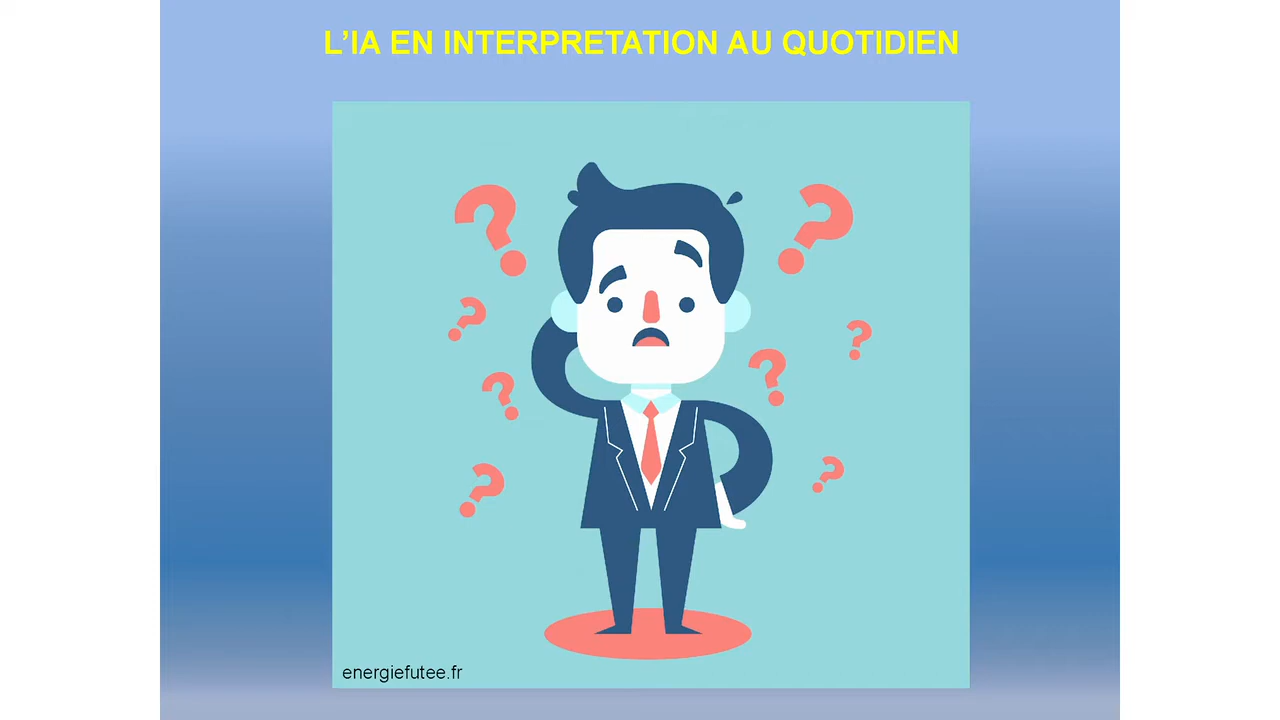 L’IA EN INTERPRETATION AU QUOTIDIEN
? ? ? ? ? ? ? ?
energiefutee.fr